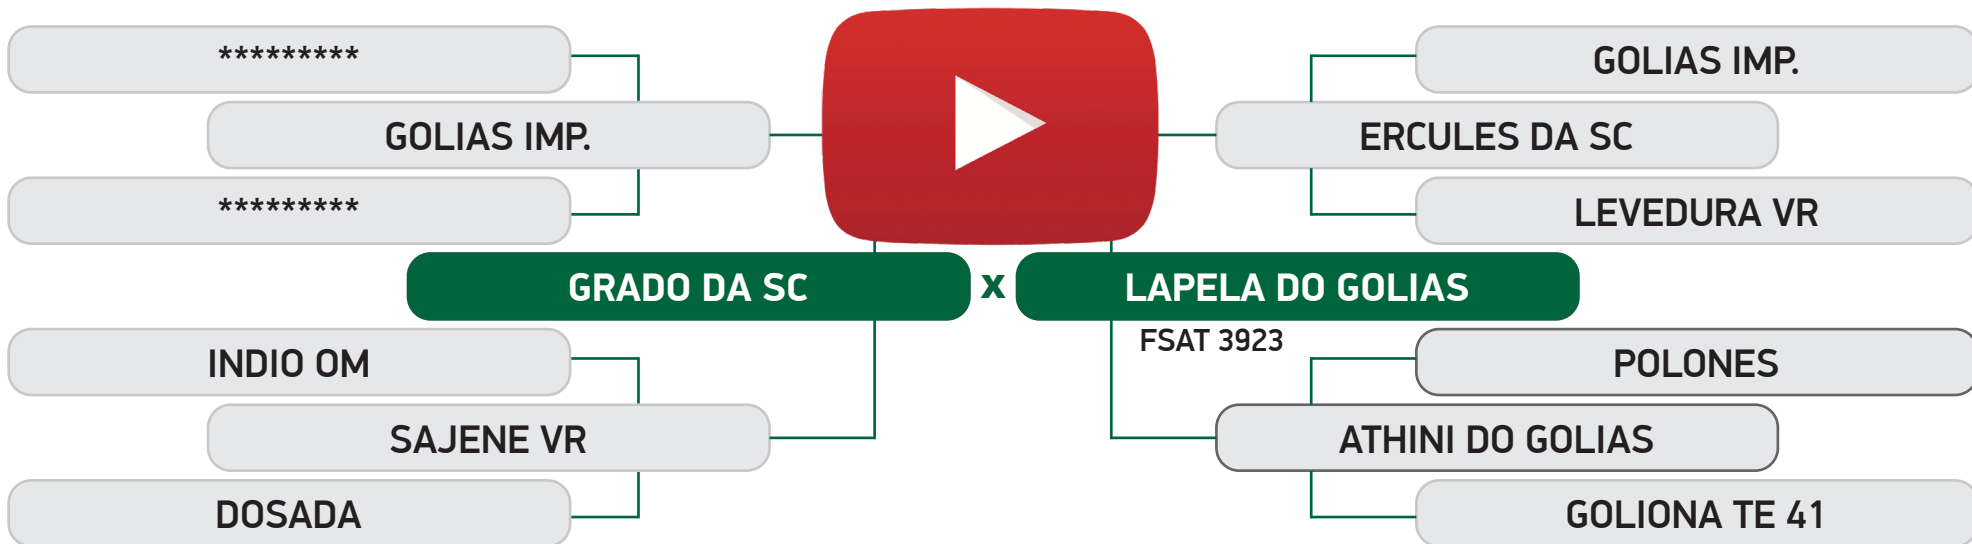 *********
GOLIAS IMP.
*********
GRADO DA SC
INDIO OM
SAJENE VR
DOSADA
x
GOLIAS IMP.
ERCULES DA SC
LEVEDURA VR
LAPELA DO GOLIAS
FSAT 3923
POLONES
ATHINI DO GOLIAS
GOLIONA TE 41